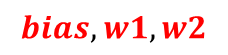 bias, w1, w2